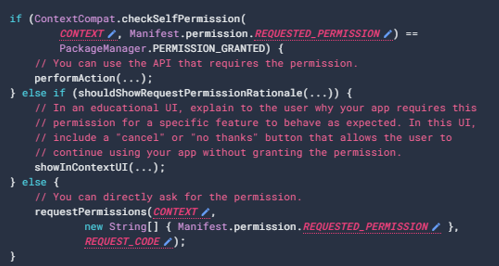 if (ContextCompat.checkSelfPermission(
        CONTEXT, Manifest.permission.REQUESTED_PERMISSION) ==
        PackageManager.PERMISSION_GRANTED) {
    // You can use the API that requires the permission.
    performAction(...);
} else if (shouldShowRequestPermissionRationale(...)) {
    // In an educational UI, explain to the user why your app requires this
    // permission for a specific feature to behave as expected. In this UI,
    // include a "cancel" or "no thanks" button that allows the user to
    // continue using your app without granting the permission.
    showInContextUI(...);
} else {
    // You can directly ask for the permission.
    requestPermissions(CONTEXT,
            new String[] { Manifest.permission.REQUESTED_PERMISSION },
            REQUEST_CODE);
}